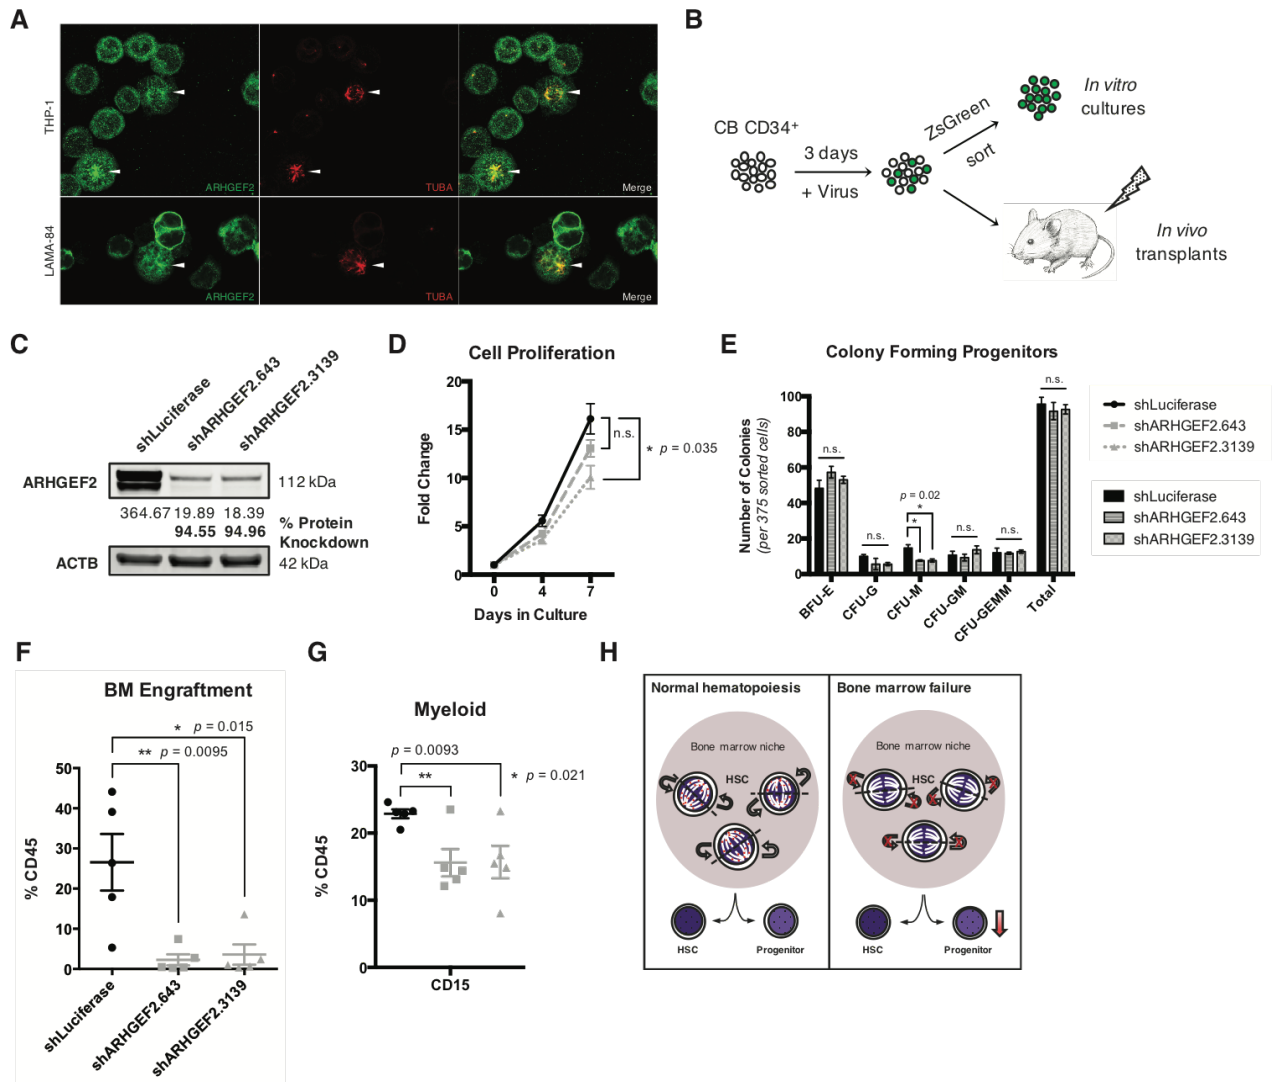 A
THP-1
ARHGEF2
TUBA
Merge
LAMA-84
ARHGEF2
TUBA
Merge
B
CB CD34+
3 days
+ Virus
ZsGreen
sort
In vitro
cultures
In vivo
transplants
C
shLuciferase
shARHGEF2.643
shARHGEF2.3139
ARHGEF2
112 kDa
364.67 19.89 18.39
94.55 94.96
% Protein
Knockdown
ACTB
42 kDa
D
Cell Proliferation
Fold Change
20
15
10
5
0
0 4 7
Days in Culture
n.s.
* p = 0.035
E
Colony Forming Progenitors
Number of Colonies
(per 375 sorted cells)
100
80
60
40
20
0
n.s.
n.s.
p = 0.02
*
*
n.s.
n.s.
n.s.
BFU-E
CFU-G
CFU-M
CFU-GM
CFU-GEMM
Total
shLuciferase
shARHGEF2.643
shARHGEF2.3139
shLuciferase
shARHGEF2.643
shARHGEF2.3139
F
BM Engraftment
* p = 0.015
** p = 0.0095
% CD45
50
40
30
20
10
0
shLuciferase
shARHGEF2.643
shARHGEF2.3139
G
Myeloid
p = 0.0093
**
* p = 0.021
% CD45
30
20
10
0
CD15
H
Normal hematopoiesis
Bone marrow niche
HSC
HSC
Progenitor
Bone marrow failure
Bone marrow niche
HSC
HSC
Progenitor